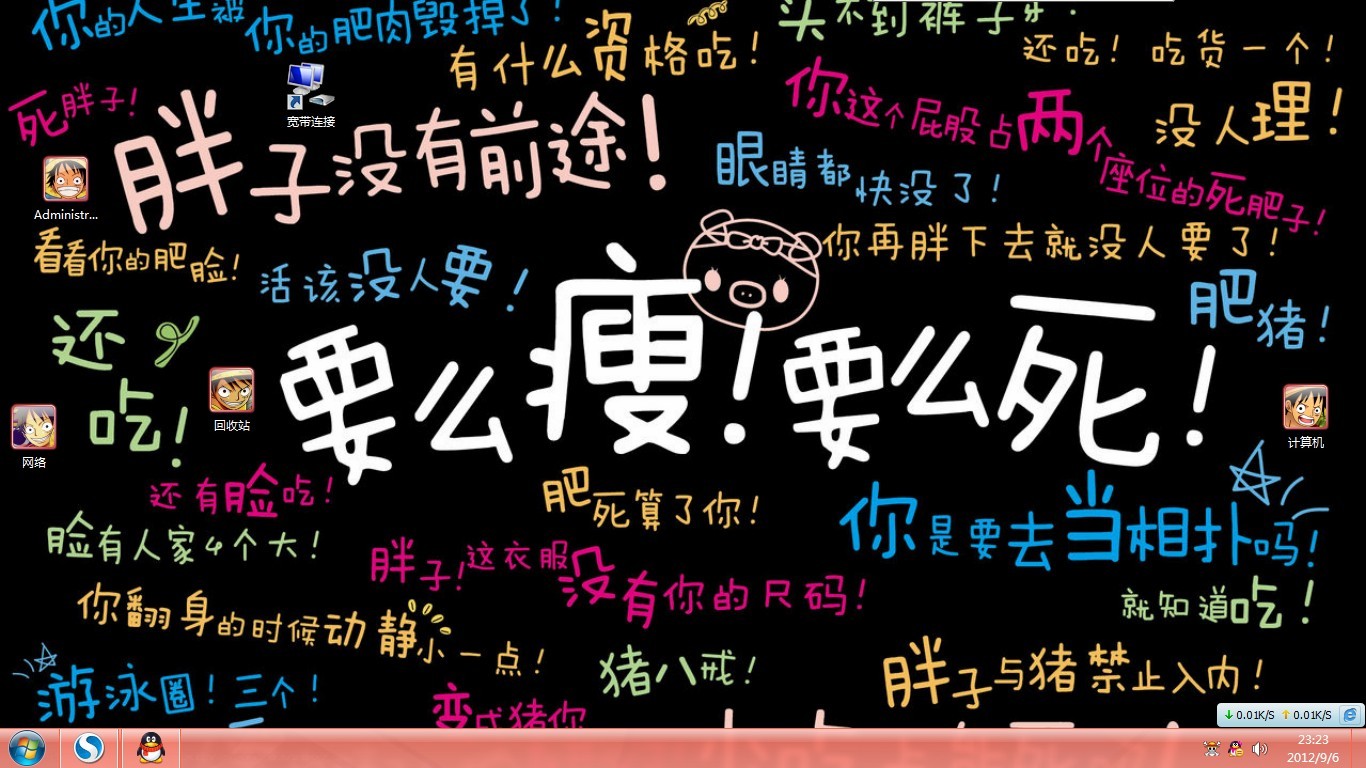 你的人生被
你的肥肉毁掉了!
有什么资格吃!
头不到裤子
还吃! 吃货一个!
死胖子!
宽带连接
胖子没有前途!
你这个屁股占两个座位的死肥子!
没人理!
眼睛都快没了!
Administr...
看看你的肥脸!
活该没人要!
你再胖下去就没人要了!
肥猪!
还吃!
要么瘦!要么死!
网络
回收站
计算机
还有脸吃!
肥死算了你!
脸有人家4个大!
你是要去当相扑吗!
胖子!这衣服没有你的尺码!
就知道吃!
你翻身的时候动静小一点!
猪八戒!
胖子与猪禁止入内!
游泳圈!三个!
变成猪你
0.01K/S 0.01K/S
23:23
2012/9/6